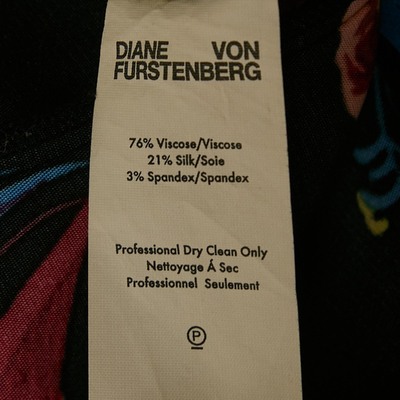 DIANE VON
FURSTENBERG
76% Viscose/Viscose
21% Silk/Soie
3% Spandex/Spandex
Professional Dry Clean Only
Nettoyage Á Sec
Professionnel Seulement
P